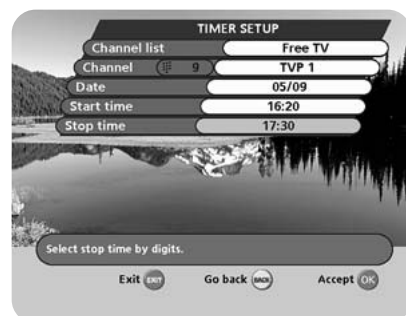 TIMER SETUP
Channel list Free TV
Channel 9 TVP 1
Date 05/09
Start time 16:20
Stop time 17:30
Select stop time by digits.
Exit EXIT Go back BACK Accept OK